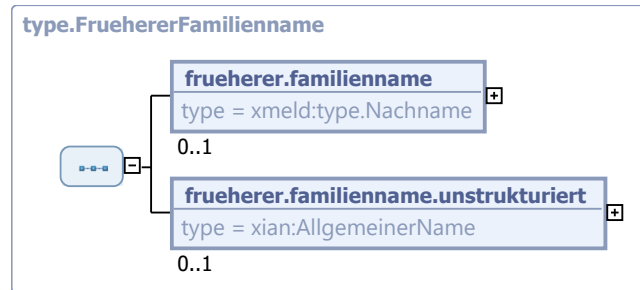 type.FruehererFamilienname
frueherer.familienname
type = xmeld:type.Nachname
0..1
frueherer.familienname.unstrukturiert
type = xian:AllgemeinerName
0..1